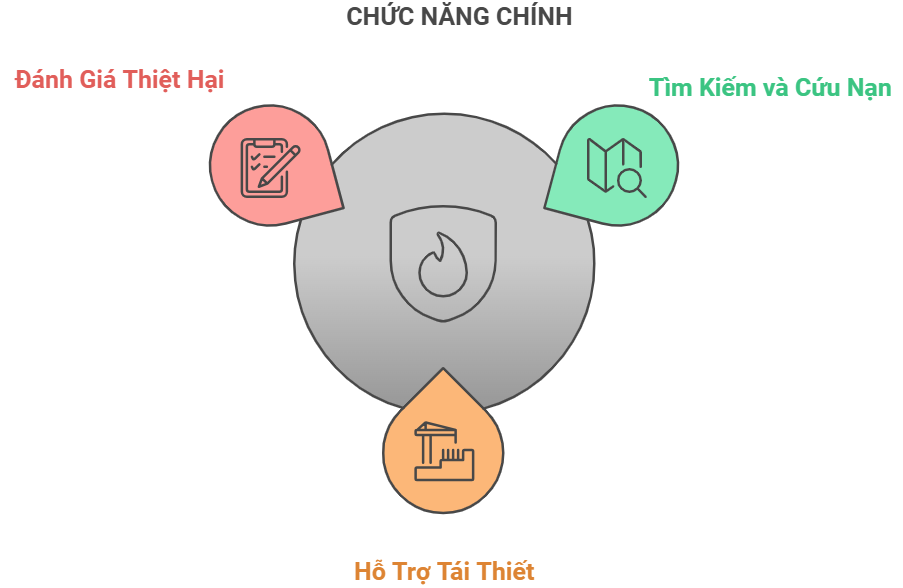 CHỨC NĂNG CHÍNH
Đánh Giá Thiệt Hại
Tìm Kiếm và Cứu Nạn
Hỗ Trợ Tái Thiết